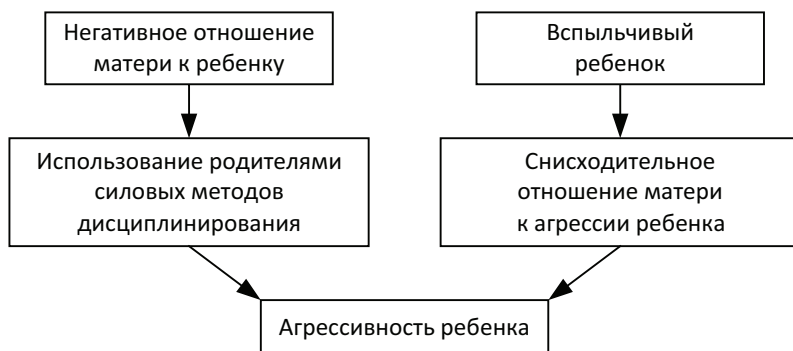 Негативное отношение
матери к ребенку
Вспыльчивый
ребенок
Использование родителями
силовых методов
дисциплинирования
Снисходительное
отношение матери
к агрессии ребенка
Агрессивность ребенка